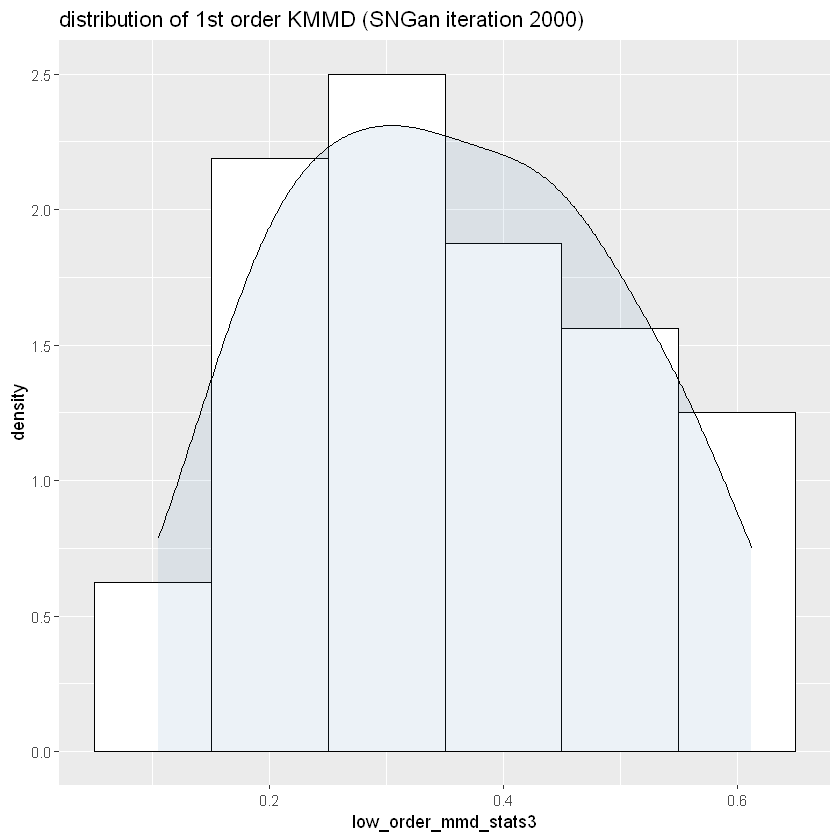 distribution of 1st order KMMD (SNGan iteration 2000)
2.5
2.0
1.5
1.0
0.5
0.0
density
0.2 0.4 0.6
low_order_mmd_stats3